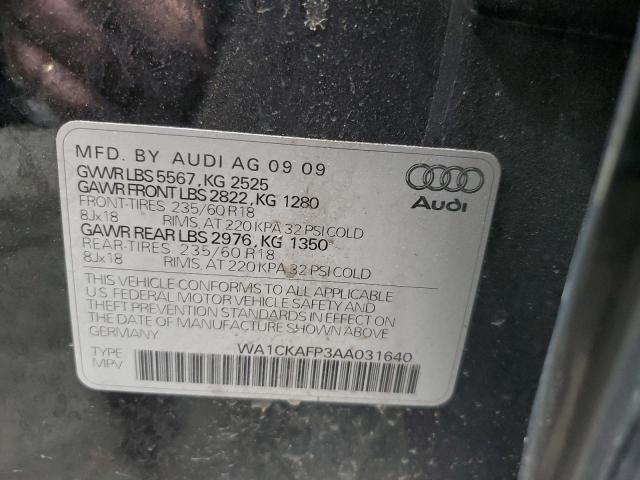 MFD. BY AUDI AG 09 09
GVWR LBS 5567, KG 2525
GAWR FRONT LBS 2822, KG 1280
FRONT-TIRES 235/60 R18
8Jx18 RIMS, AT 220 KPA 32 PSI COLD
GAWR REAR LBS 2976, KG 1350
REAR-TIRES 235/60 R18
8Jx18 RIMS, AT 220 KPA 32 PSI COLD
THIS VEHICLE CONFORMS TO ALL APPLICABLE
U.S. FEDERAL MOTOR VEHICLE SAFETY AND
THEFT PREVENTION STANDARDS IN EFFECT ON
THE DATE OF MANUFACTURE SHOWN ABOVE.
GERMANY
TYPE WA1CKAFP3AA031640
MPV
Audi